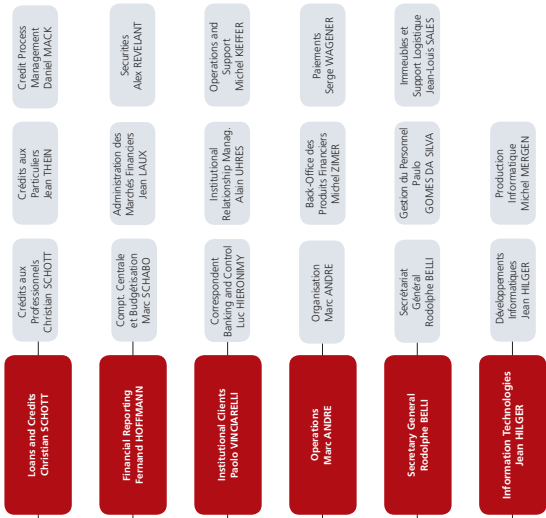 Loans and Credits
Christian SCHOTT
Crédits aux
Professionnels
Christian SCHOTT
Crédits aux
Particuliers
Jean THEIN
Credit Process
Management
Daniel MACK
Financial Reporting
Fernand HOFFMANN
Compt. Centrale
et Budgétisation
Marc SCHABO
Administration des
Marchés Financiers
Jean LAUX
Securities
Alex REVELANT
Institutional Clients
Paolo VINCIARELLI
Correspondent
Banking and Control
Luc HIERONIMY
Institutional
Relationship Manag.
Alain UHRES
Operations and
Support
Michel KIEFFER
Operations
Marc ANDRE
Organisation
Marc ANDRE
Back-Office des
Produits Financiers
Michel ZIMER
Paiements
Serge WAGENER
Secretary General
Rodolphe BELLI
Secrétariat
Général
Rodolphe BELLI
Gestion du Personnel
Paulo
GOMES DA SILVA
Immeubles et
Support Logistique
Jean-Louis SALES
Information Technologies
Jean HILGER
Développements
Informatiques
Jean HILGER
Production
Informatique
Michel MERGEN